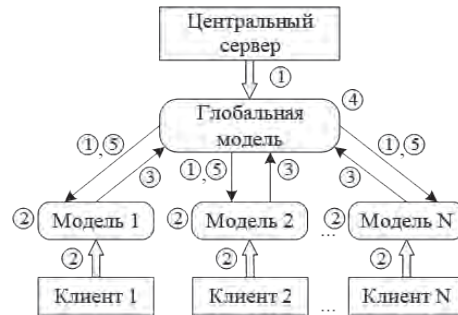 Центральный
сервер
①
④
Глобальная
модель
①,⑤
①,⑤
①,⑤
③
③
③
② Модель 1
② Модель 2
...
② Модель N
②
②
②
Клиент 1
Клиент 2
...
Клиент N